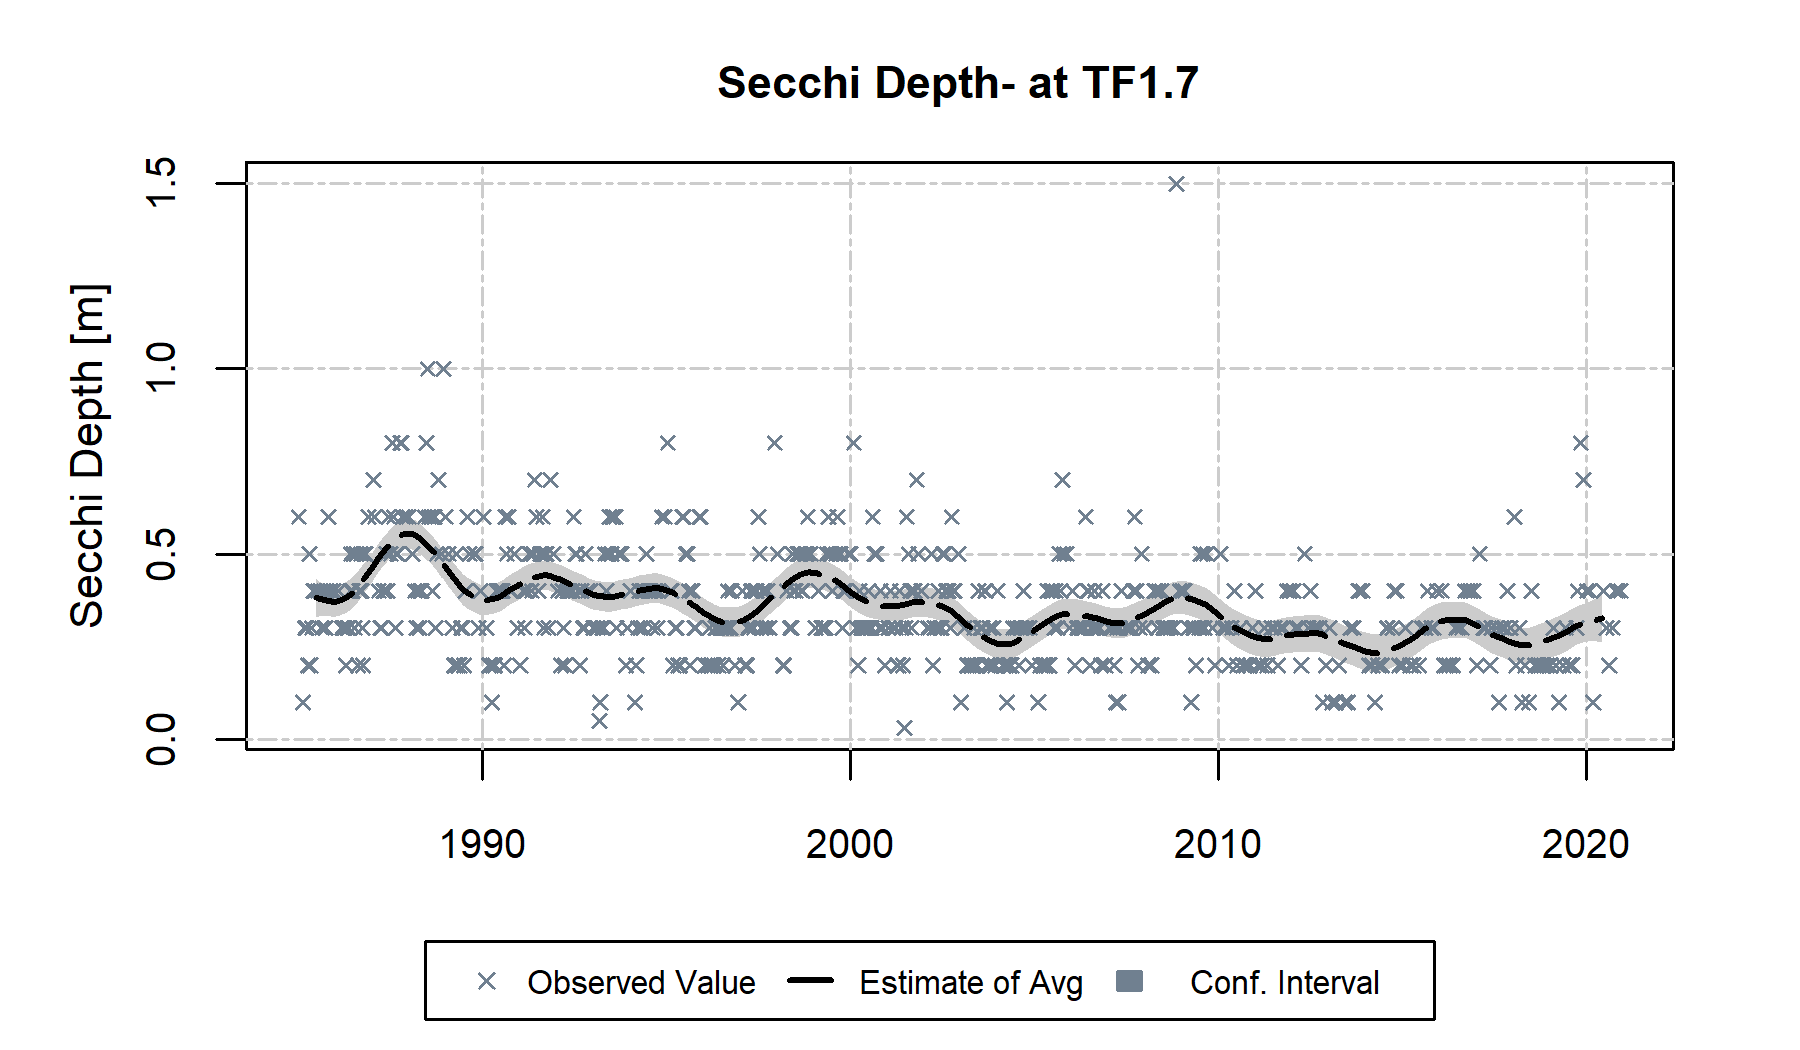 Secchi Depth- at TF1.7
Secchi Depth [m]
1.5
1.0
0.5
0.0
1990 2000 2010 2020
Observed Value Estimate of Avg Conf. Interval